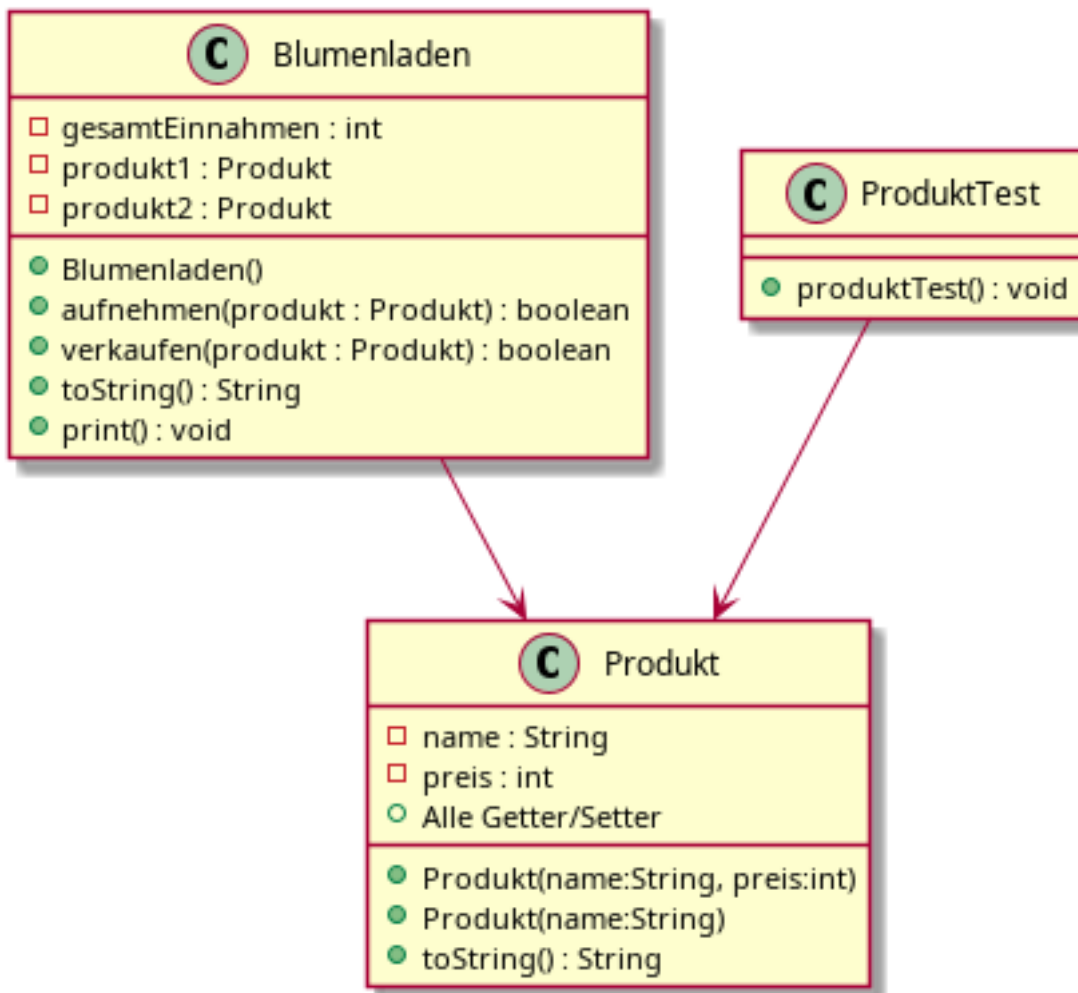 C Blumenladen
gesamtEinnahmen : int
produkt1 : Produkt
produkt2 : Produkt
Blumenladen()
aufnehmen(produkt : Produkt) : boolean
verkaufen(produkt : Produkt) : boolean
toString() : String
print() : void
C ProduktTest
produktTest() : void
C Produkt
name : String
preis : int
Alle Getter/Setter
Produkt(name:String, preis:int)
Produkt(name:String)
toString() : String